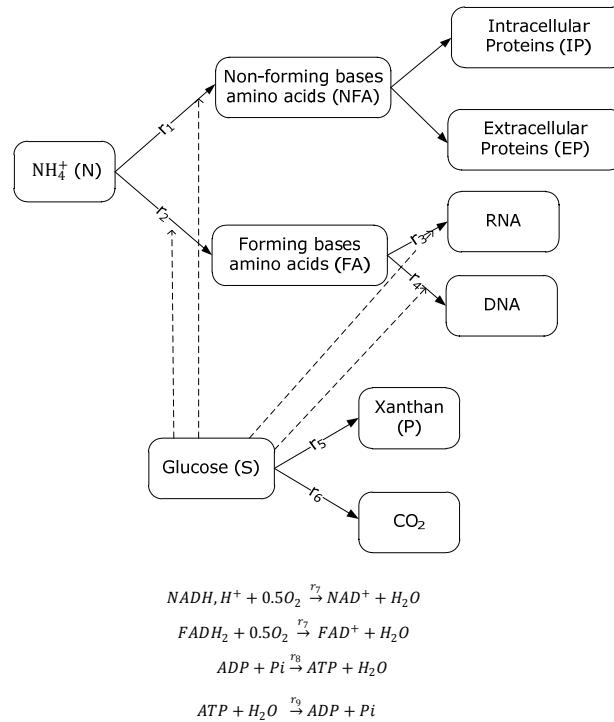 Intracellular
Proteins (IP)
Non-forming bases
amino acids (NFA)
r₁
Extracellular
Proteins (EP)
NH₄⁺ (N)
r₂
RNA
r₃
Forming bases
amino acids (FA)
r₄
DNA
Xanthan
(P)
r₅
Glucose (S)
r₆
CO₂
NADH, H⁺ + 0.5O₂ →r₇ NAD⁺ + H₂O
FADH₂ + 0.5O₂ →r₇ FAD⁺ + H₂O
ADP + Pi →r₈ ATP + H₂O
ATP + H₂O →r₉ ADP + Pi